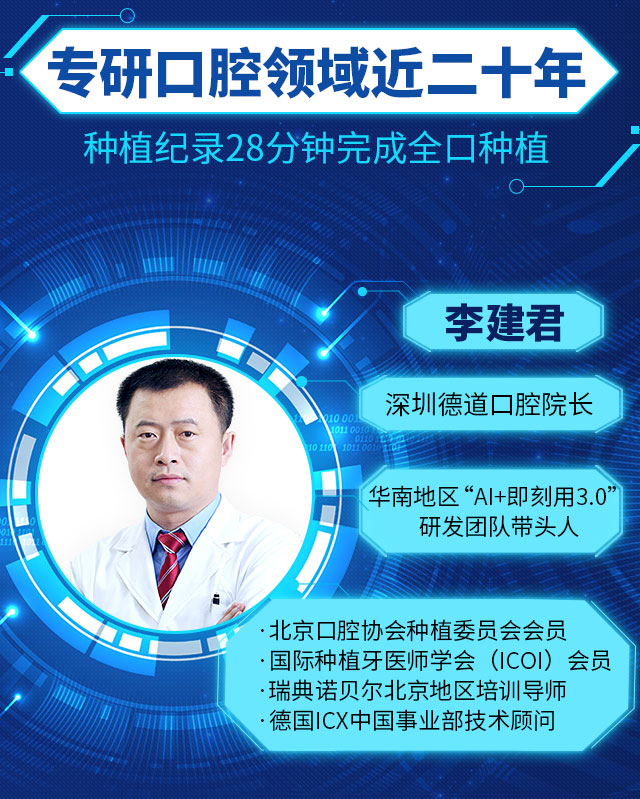 专研口腔领域近二十年
种植纪录28分钟完成全口种植
李建君
深圳德道口腔院长
华南地区“AI+即刻用3.0”
研发团队带头人
·北京口腔协会种植委员会会员
·国际种植牙医师学会（ICOI）会员
·瑞典诺贝尔北京地区培训导师
·德国ICX中国事业部技术顾问